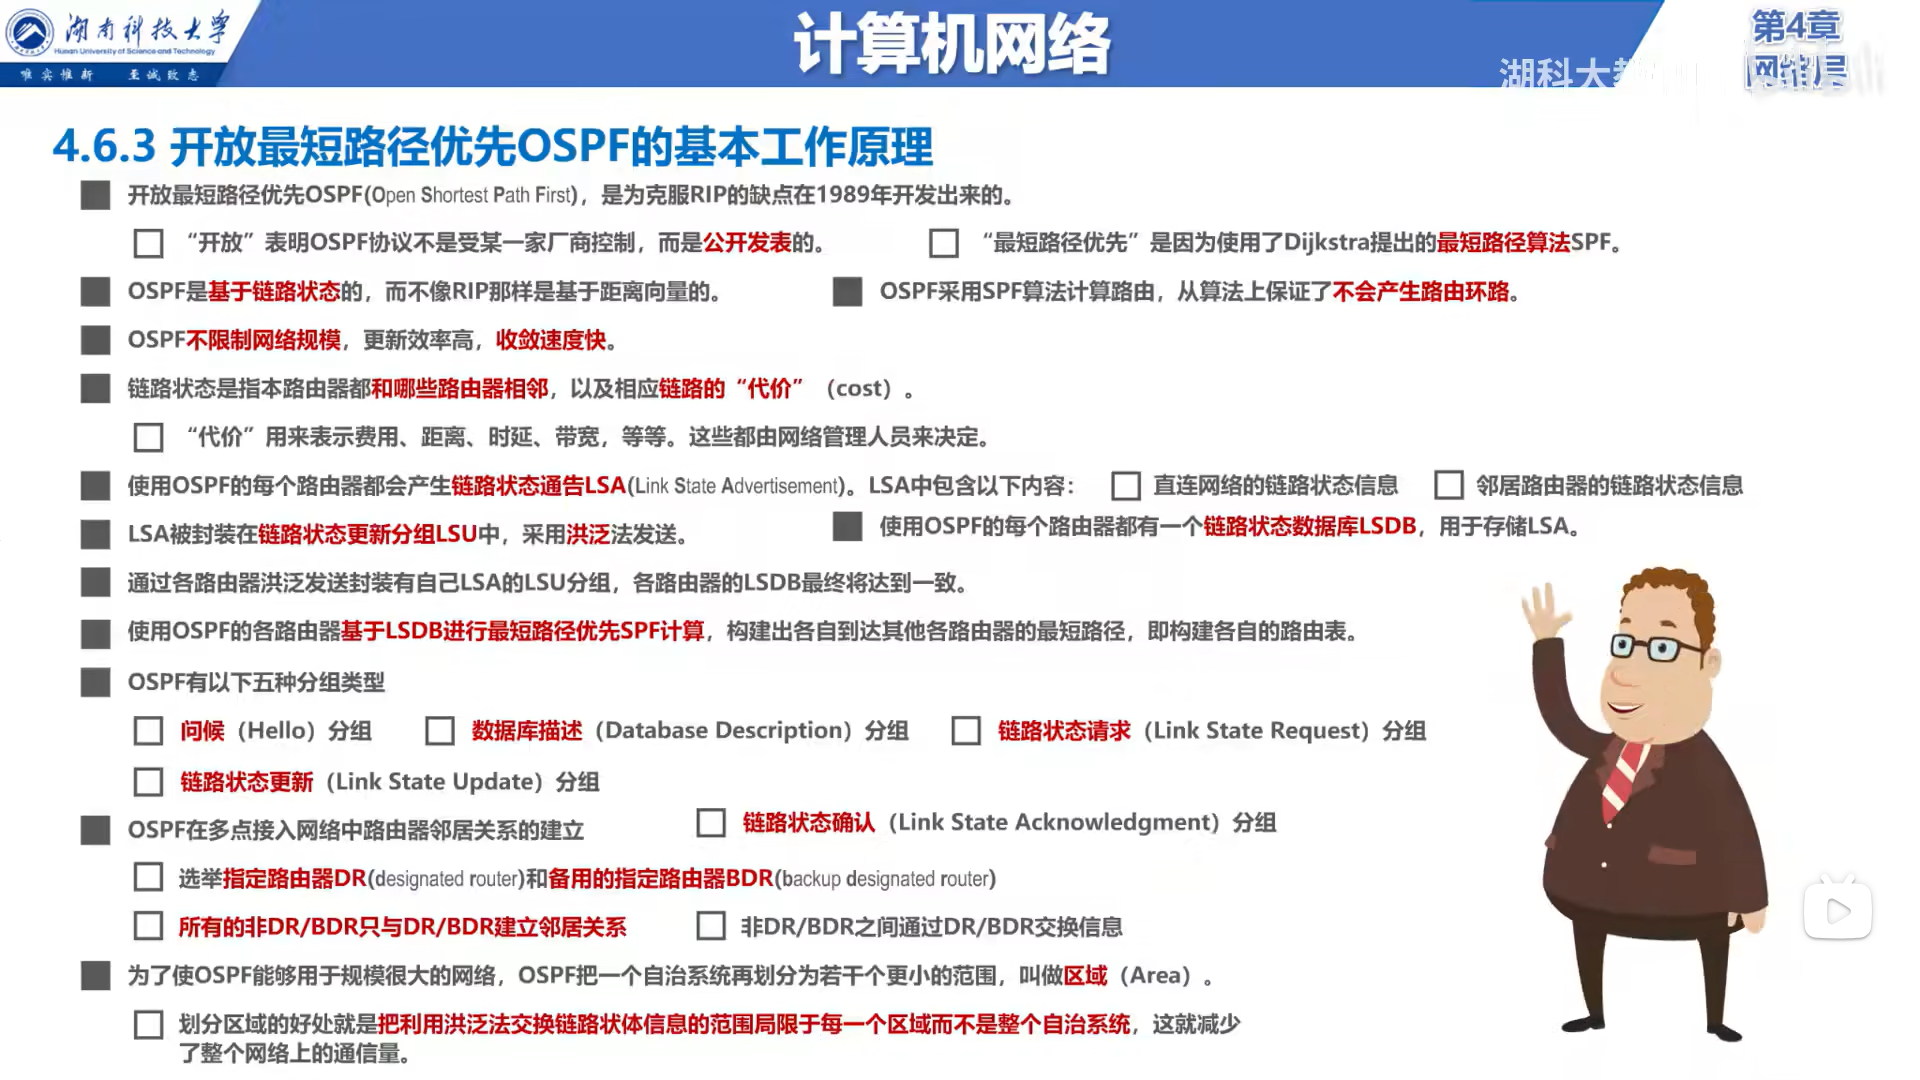 湖南科技大学
Hunan University of Science and Technology
唯实惟新 至诚致志
计算机网络
第4章
网络层
湖科大教
4.6.3 开放最短路径优先OSPF的基本工作原理
开放最短路径优先OSPF(Open Shortest Path First)，是为克服RIP的缺点在1989年开发出来的。
“开放”表明OSPF协议不是受某一家厂商控制，而是公开发表的。
“最短路径优先”是因为使用了Dijkstra提出的最短路径算法SPF。
OSPF是基于链路状态的，而不像RIP那样是基于距离向量的。
OSPF采用SPF算法计算路由，从算法上保证了不会产生路由环路。
OSPF不限制网络规模，更新效率高，收敛速度快。
链路状态是指本路由器都和哪些路由器相邻，以及相应链路的“代价”（cost）。
“代价”用来表示费用、距离、时延、带宽，等等。这些都由网络管理人员来决定。
使用OSPF的每个路由器都会产生链路状态通告LSA(Link State Advertisement)。LSA中包含以下内容：
直连网络的链路状态信息
邻居路由器的链路状态信息
LSA被封装在链路状态更新分组LSU中，采用洪泛法发送。
使用OSPF的每个路由器都有一个链路状态数据库LSDB，用于存储LSA。
通过各路由器洪泛发送封装有自己LSA的LSU分组，各路由器的LSDB最终将达到一致。
使用OSPF的各路由器基于LSDB进行最短路径优先SPF计算，构建出各自到达其他各路由器的最短路径，即构建各自的路由表。
OSPF有以下五种分组类型
问候（Hello）分组
数据库描述（Database Description）分组
链路状态请求（Link State Request）分组
链路状态更新（Link State Update）分组
链路状态确认（Link State Acknowledgment）分组
OSPF在多点接入网络中路由器邻居关系的建立
选举指定路由器DR(designated router)和备用的指定路由器BDR(backup designated router)
所有的非DR/BDR只与DR/BDR建立邻居关系
非DR/BDR之间通过DR/BDR交换信息
为了使OSPF能够用于规模很大的网络，OSPF把一个自治系统再划分为若干个更小的范围，叫做区域（Area）。
划分区域的好处就是把利用洪泛法交换链路状体信息的范围局限于每一个区域而不是整个自治系统，这就减少
了整个网络上的通信量。